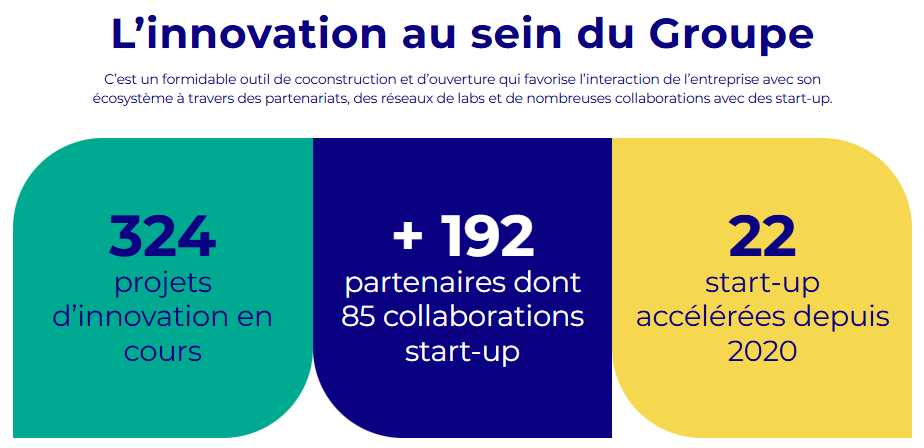 L’innovation au sein du Groupe
C’est un formidable outil de coconstruction et d’ouverture qui favorise l’interaction de l’entreprise avec son
écosystème à travers des partenariats, des réseaux de labs et de nombreuses collaborations avec des start-up.
324
projets
d’innovation en
cours
+ 192
partenaires dont
85 collaborations
start-up
22
start-up
accélérées depuis
2020